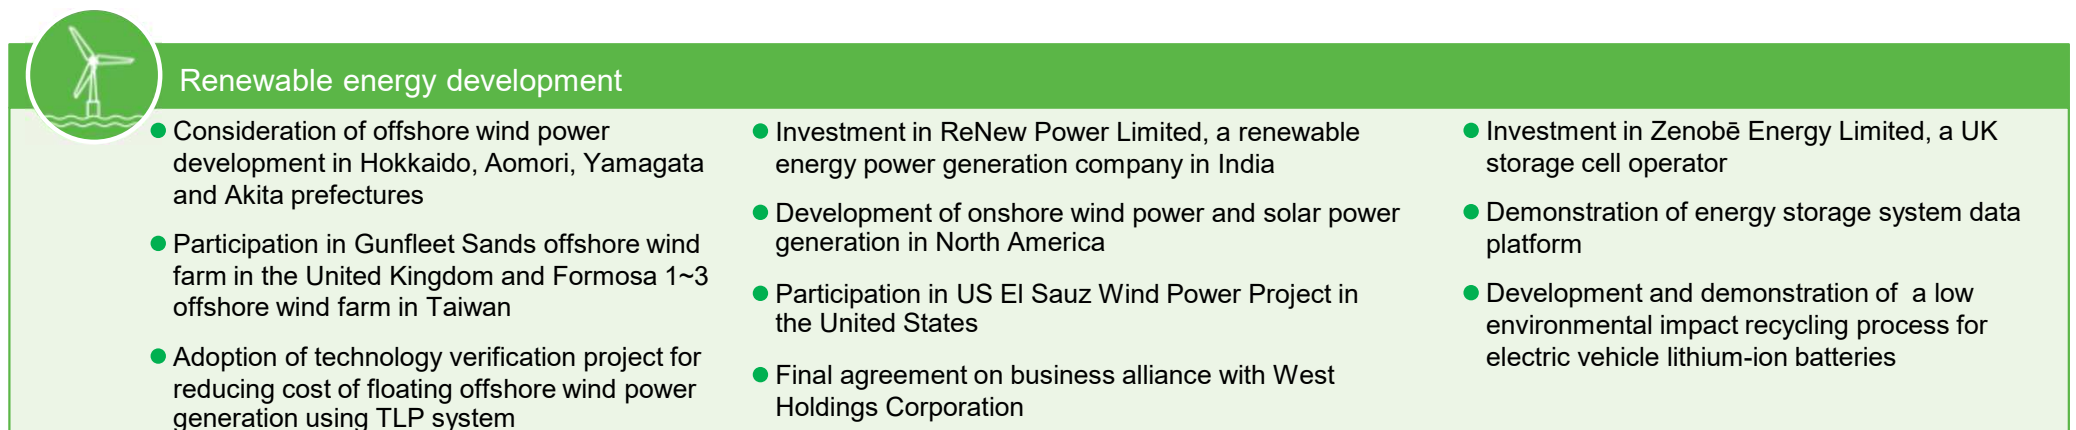 Renewable energy development
● Consideration of offshore wind power
development in Hokkaido, Aomori, Yamagata
and Akita prefectures
● Participation in Gunfleet Sands offshore wind
farm in the United Kingdom and Formosa 1~3
offshore wind farm in Taiwan
● Adoption of technology verification project for
reducing cost of floating offshore wind power
generation using TLP system
● Investment in ReNew Power Limited, a renewable
energy power generation company in India
● Development of onshore wind power and solar power
generation in North America
● Participation in US El Sauz Wind Power Project in
the United States
● Final agreement on business alliance with West
Holdings Corporation
● Investment in Zenobē Energy Limited, a UK
storage cell operator
● Demonstration of energy storage system data
platform
● Development and demonstration of  a low
environmental impact recycling process for
electric vehicle lithium-ion batteries